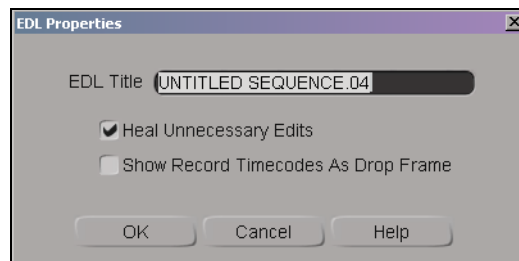 EDL Properties
EDL Title UNTITLED SEQUENCE.04
Heal Unnecessary Edits
Show Record Timecodes As Drop Frame
OK Cancel Help